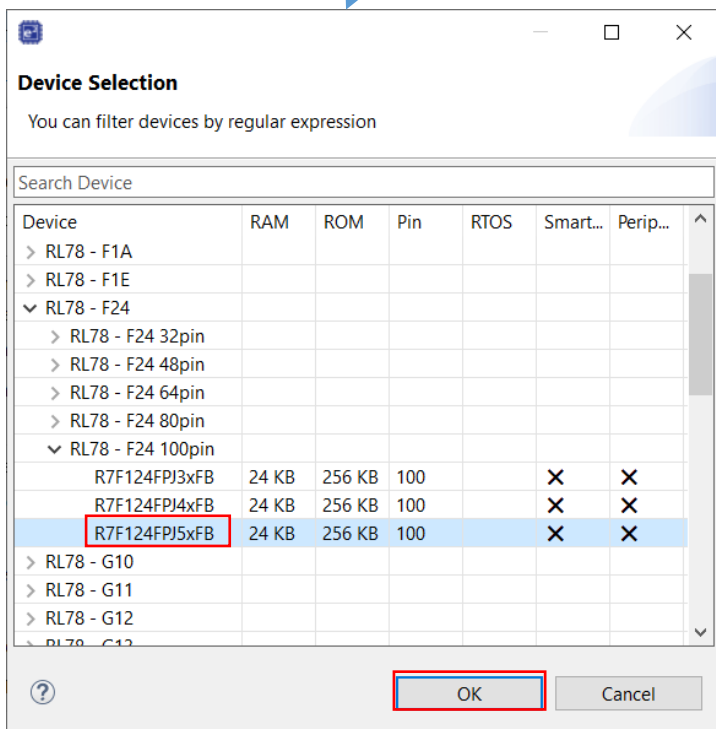 Device Selection
You can filter devices by regular expression
Search Device
Device RAM ROM Pin RTOS Smart... Perip...
RL78 - F1A
RL78 - F1E
RL78 - F24
RL78 - F24 32pin
RL78 - F24 48pin
RL78 - F24 64pin
RL78 - F24 80pin
RL78 - F24 100pin
R7F124FPJ3xFB 24 KB 256 KB 100
R7F124FPJ4xFB 24 KB 256 KB 100
R7F124FPJ5xFB 24 KB 256 KB 100
RL78 - G10
RL78 - G11
RL78 - G12
OK Cancel